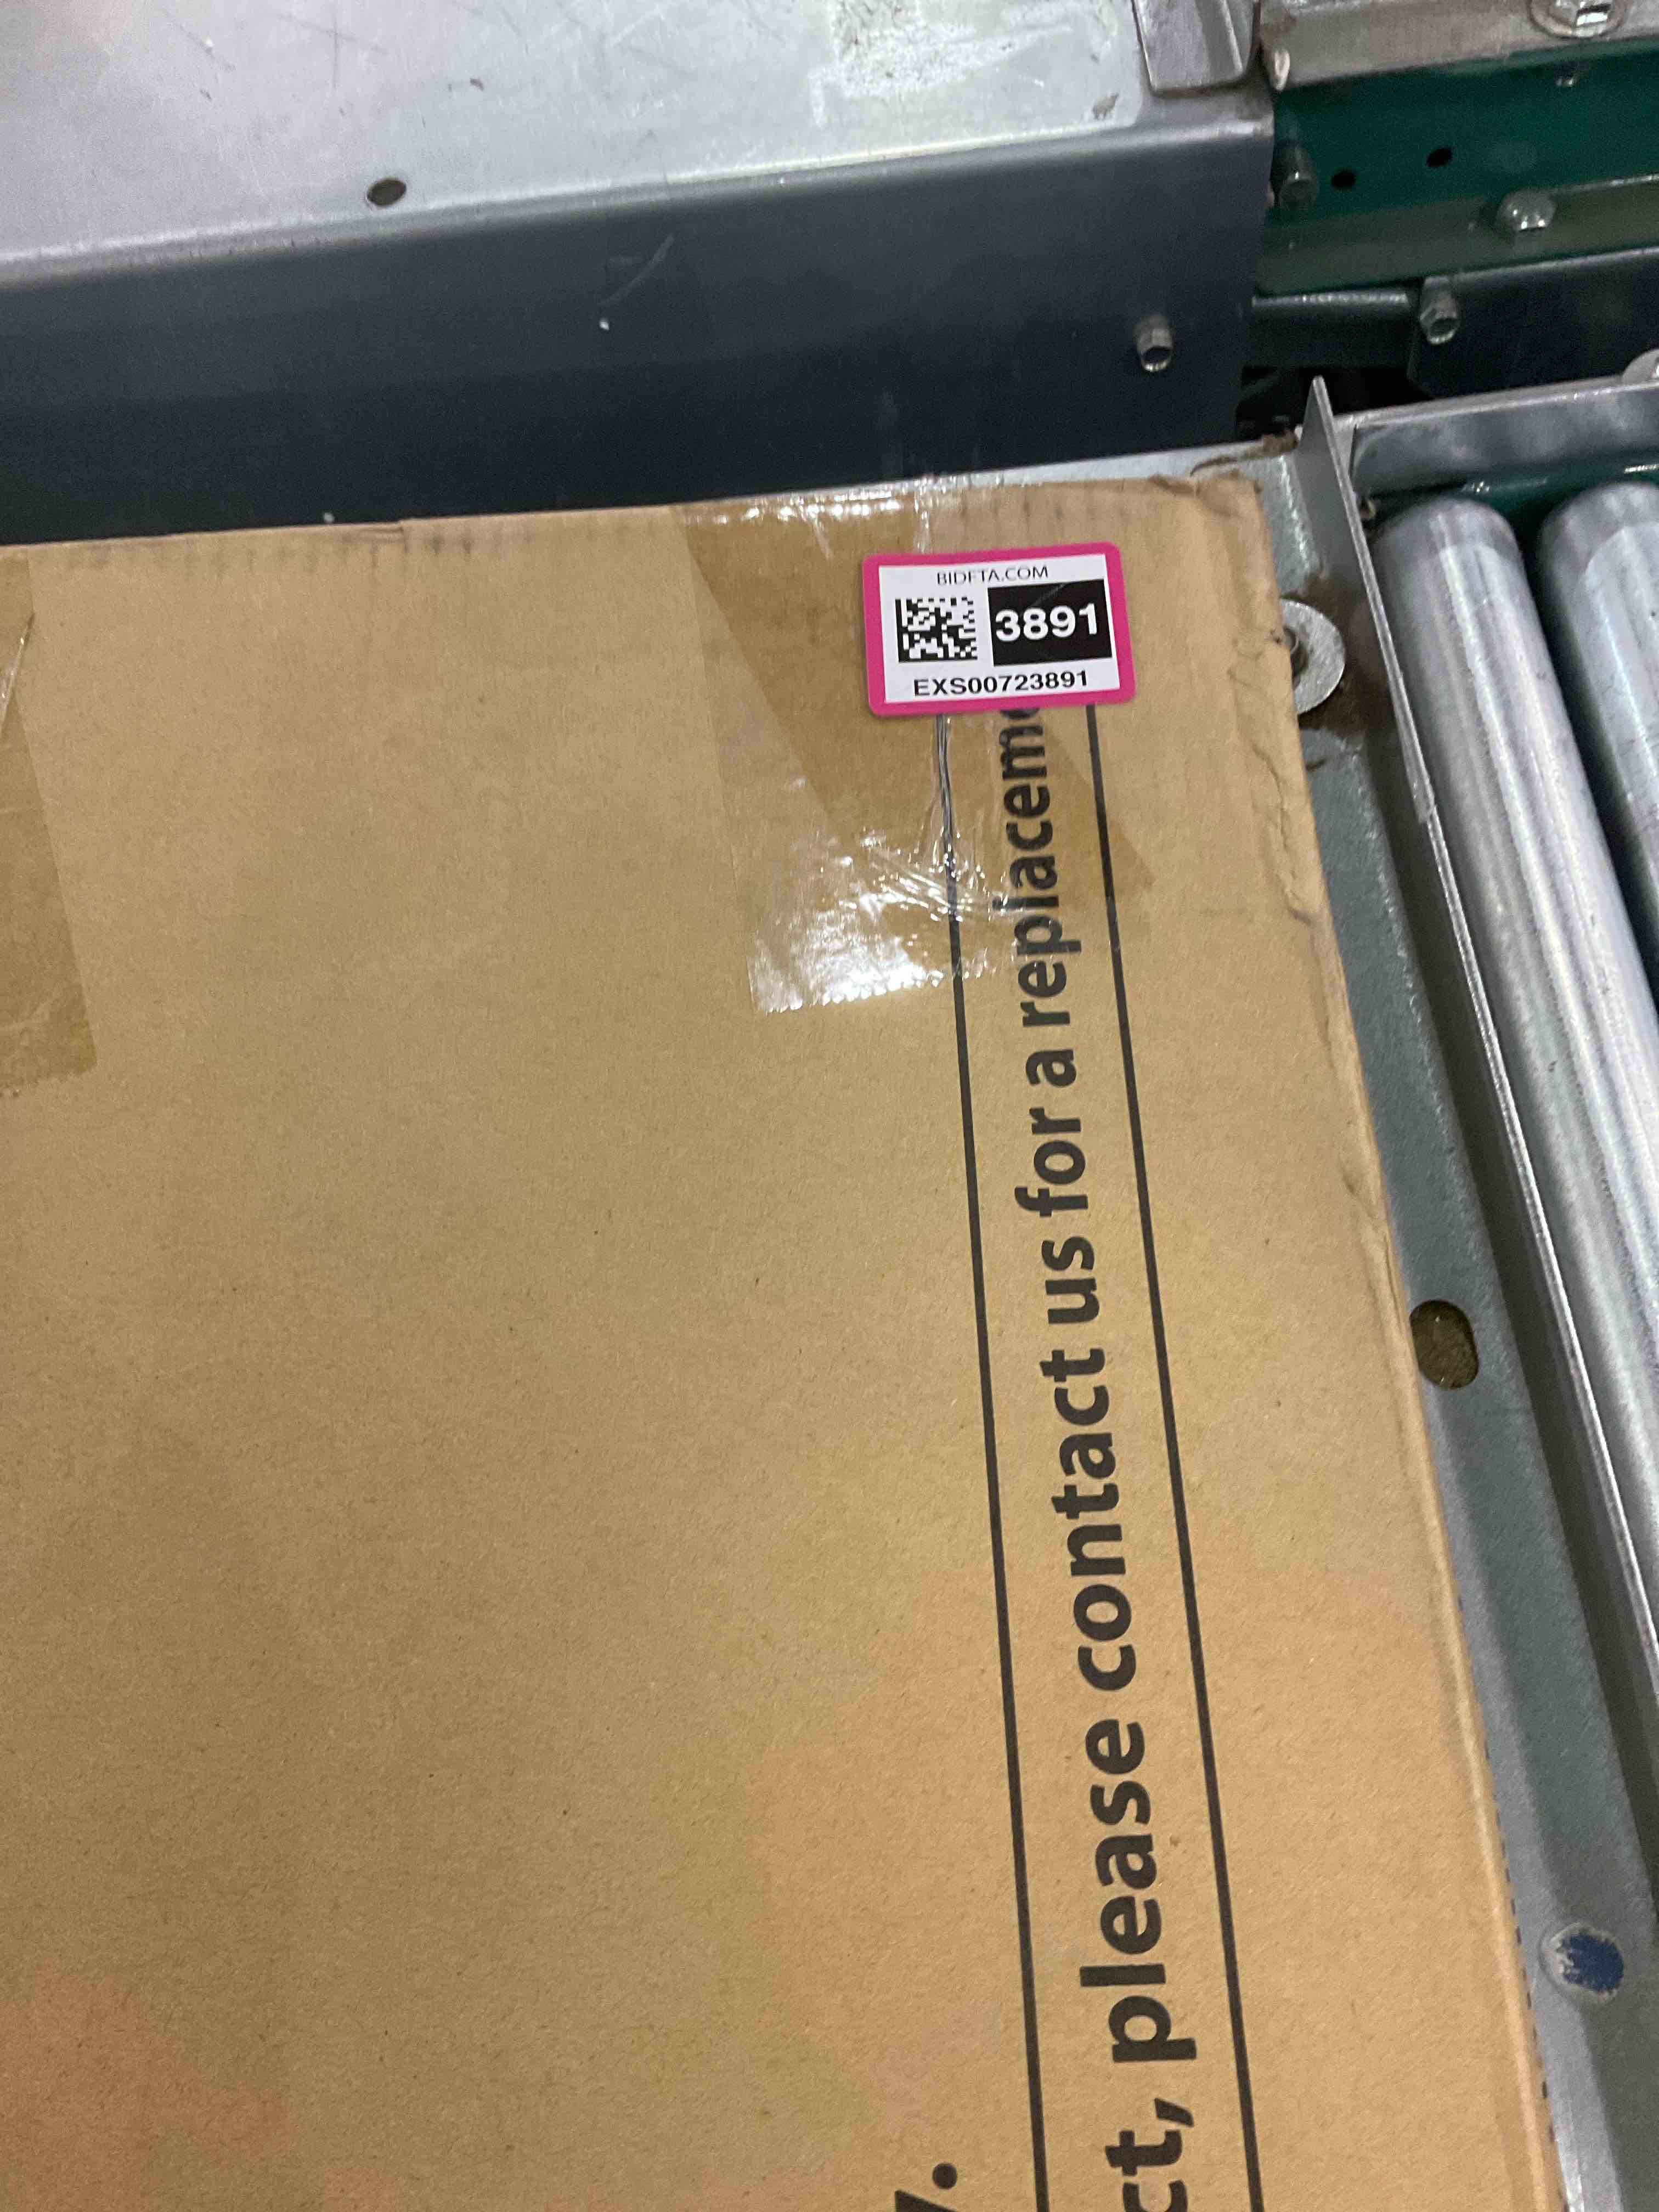 BIDFTA.COM
3891
EXS00723891
ct, please contact us for a replaceme
y.